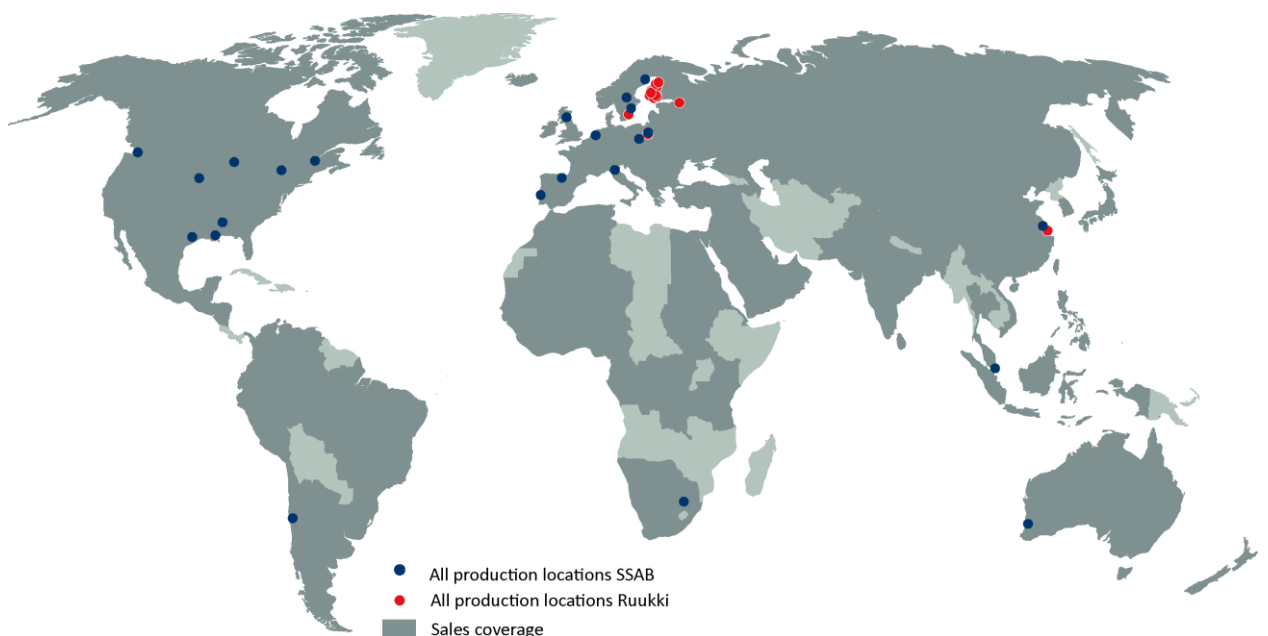 All production locations SSAB
All production locations Ruukki
Sales coverage